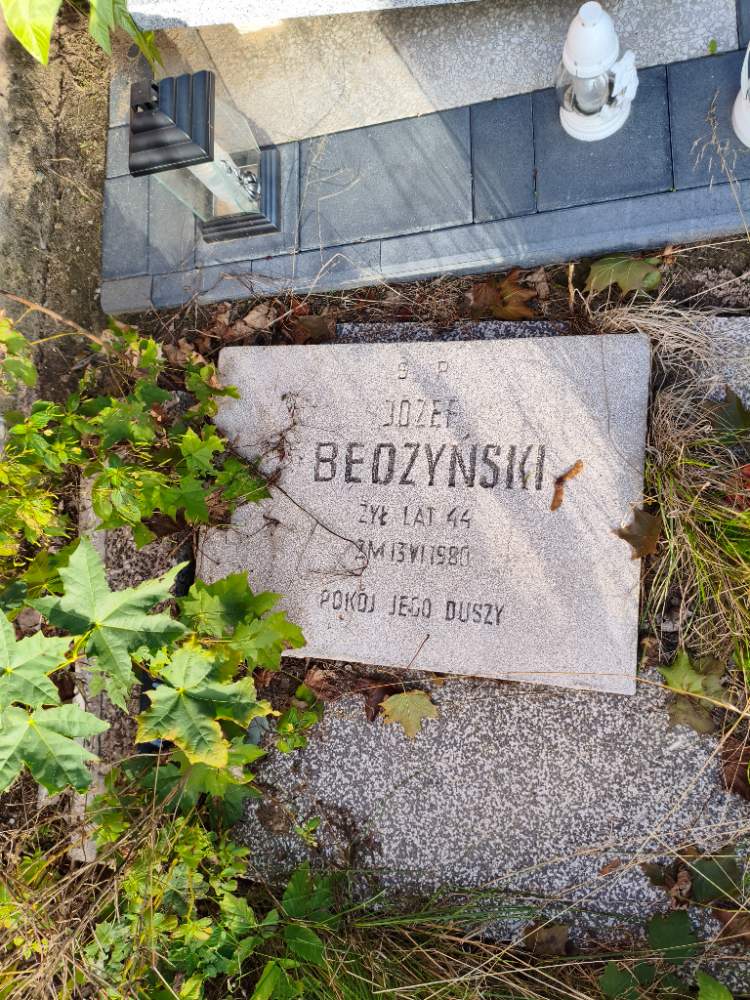 Ś P
JÓZEF
BEDZYŃSKI
ŻYŁ LAT 44
ZM 13 VI 1980
POKÓJ JEGO DUSZY